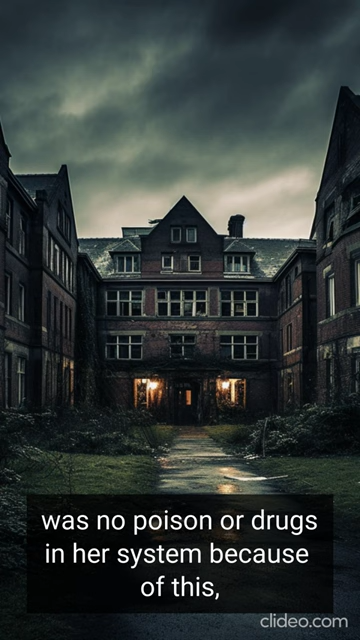 was no poison or drugs
in her system because
of this,
clideo.com